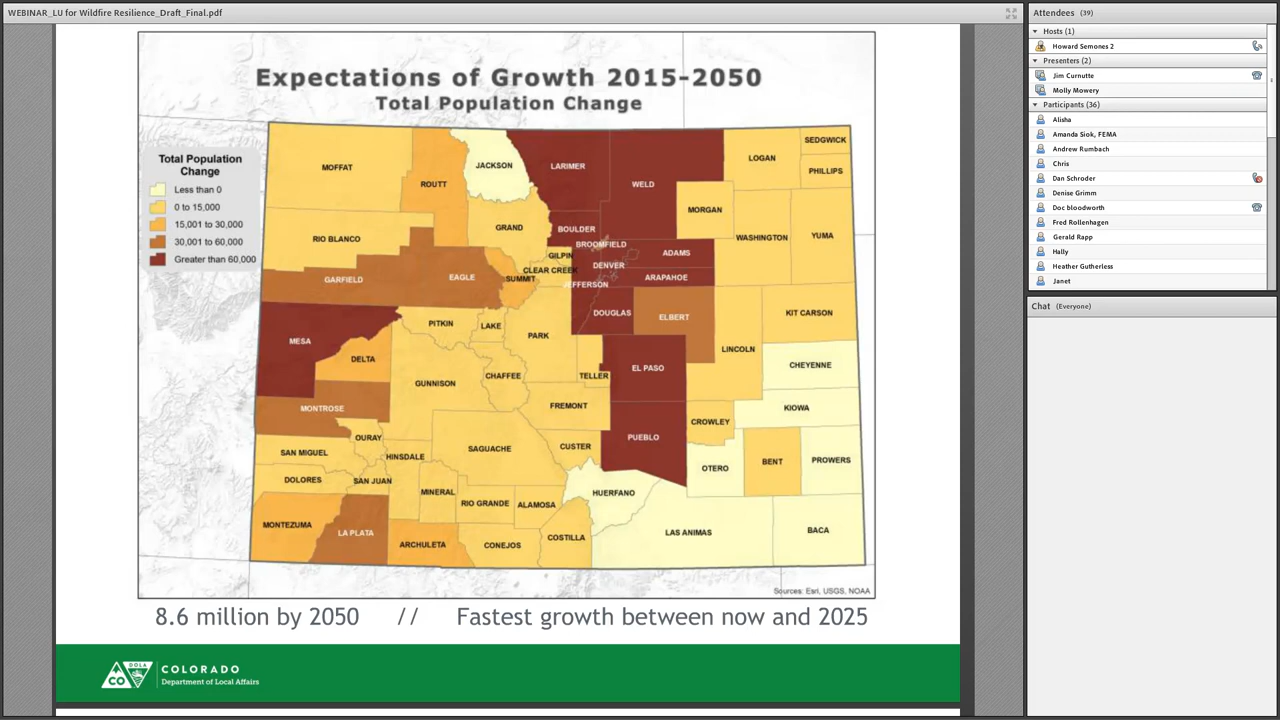 WEBINAR_LU for Wildfire Resilience_Draft_Final.pdf
Expectations of Growth 2015-2050
Total Population Change
Total Population
Change
Less than 0
0 to 15,000
15,001 to 30,000
30,001 to 60,000
Greater than 60,000
MOFFAT
ROUTT
JACKSON
LARIMER
WELD
LOGAN
SEDGWICK
PHILLIPS
RIO BLANCO
GRAND
BOULDER
MORGAN
WASHINGTON
YUMA
BROOMFIELD
GILPIN
ADAMS
CLEAR CREEK
DENVER
GARFIELD
EAGLE
SUMMIT
JEFFERSON
ARAPAHOE
DOUGLAS
ELBERT
KIT CARSON
MESA
PITKIN
LAKE
PARK
LINCOLN
DELTA
GUNNISON
CHAFFEE
TELLER
EL PASO
CHEYENNE
MONTROSE
FREMONT
CROWLEY
KIOWA
OURAY
SAN MIGUEL
HINSDALE
SAGUACHE
CUSTER
PUEBLO
OTERO
BENT
PROWERS
DOLORES
SAN JUAN
MINERAL
RIO GRANDE
ALAMOSA
HUERFANO
MONTEZUMA
LA PLATA
ARCHULETA
CONEJOS
COSTILLA
LAS ANIMAS
BACA
Sources: Esri, USGS, NOAA
8.6 million by 2050 // Fastest growth between now and 2025
CO
DOLA
COLORADO
Department of Local Affairs
Attendees (39)
Hosts (1)
Howard Semones 2
Presenters (2)
Jim Curnutte
Molly Mowery
Participants (36)
Alisha
Amanda Siok, FEMA
Andrew Rumbach
Chris
Dan Schroder
Denise Grimm
Doc bloodworth
Fred Rollenhagen
Gerald Rapp
Hally
Heather Gutherless
Janet
Chat (Everyone)